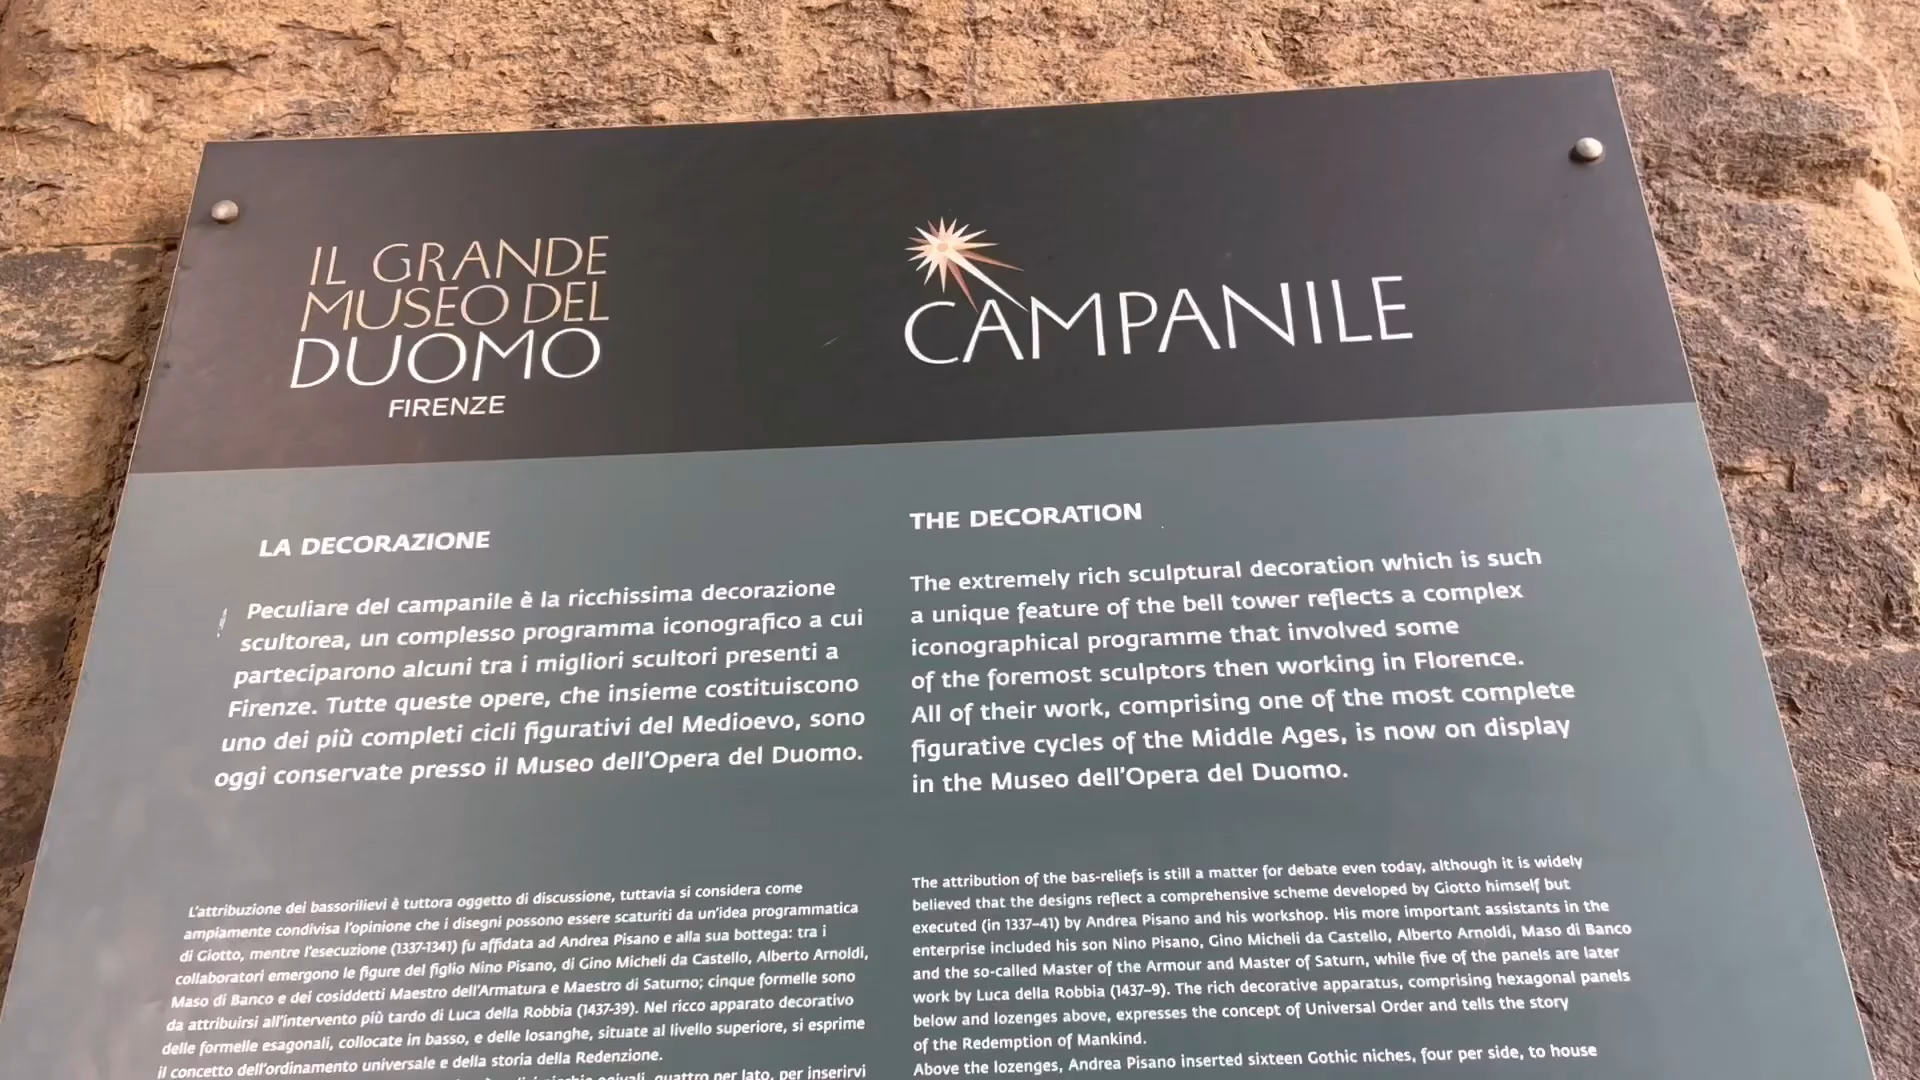 IL GRANDE
MUSEO DEL
DUOMO
FIRENZE
CAMPANILE
LA DECORAZIONE
Peculiare del campanile è la ricchissima decorazione
scultorea, un complesso programma iconografico a cui
parteciparono alcuni tra i migliori scultori presenti a
Firenze. Tutte queste opere, che insieme costituiscono
uno dei più completi cicli figurativi del Medioevo, sono
oggi conservate presso il Museo dell'Opera del Duomo.
L'attribuzione dei bassorilievi è tuttora oggetto di discussione, tuttavia si considera come
ampiamente condivisa l'opinione che i disegni possono essere scaturiti da un'idea programmatica
di Giotto, mentre l'esecuzione (1337-1341) fu affidata ad Andrea Pisano e alla sua bottega: tra i
collaboratori emergono le figure del figlio Nino Pisano, di Gino Micheli da Castello, Alberto Arnoldi,
Maso di Banco e dei cosiddetti Maestro dell'Armatura e Maestro di Saturno; cinque formelle sono
da attribuirsi all'intervento più tardo di Luca della Robbia (1437-39). Nel ricco apparato decorativo
delle formelle esagonali, collocate in basso, e delle losanghe, situate al livello superiore, si esprime
il concetto dell'ordinamento universale e della storia della Redenzione.
nicchie ogivali, quattro per lato, per inserirvi
THE DECORATION
The extremely rich sculptural decoration which is such
a unique feature of the bell tower reflects a complex
iconographical programme that involved some
of the foremost sculptors then working in Florence.
All of their work, comprising one of the most complete
figurative cycles of the Middle Ages, is now on display
in the Museo dell'Opera del Duomo.
The attribution of the bas-reliefs is still a matter for debate even today, although it is widely
believed that the designs reflect a comprehensive scheme developed by Giotto himself but
executed (in 1337–41) by Andrea Pisano and his workshop. His more important assistants in the
enterprise included his son Nino Pisano, Gino Micheli da Castello, Alberto Arnoldi, Maso di Banco
and the so-called Master of the Armour and Master of Saturn, while five of the panels are later
work by Luca della Robbia (1437–9). The rich decorative apparatus, comprising hexagonal panels
below and lozenges above, expresses the concept of Universal Order and tells the story
of the Redemption of Mankind.
Above the lozenges, Andrea Pisano inserted sixteen Gothic niches, four per side, to house